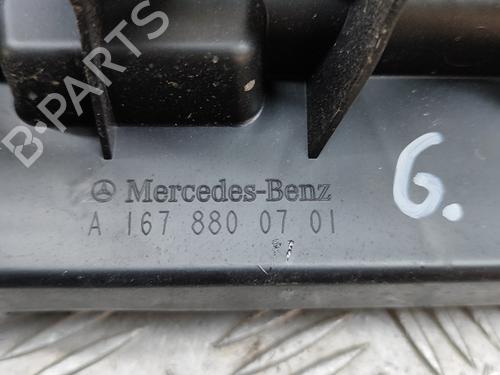 B-PARTS
Mercedes-Benz
A 167 880 07 01
6.